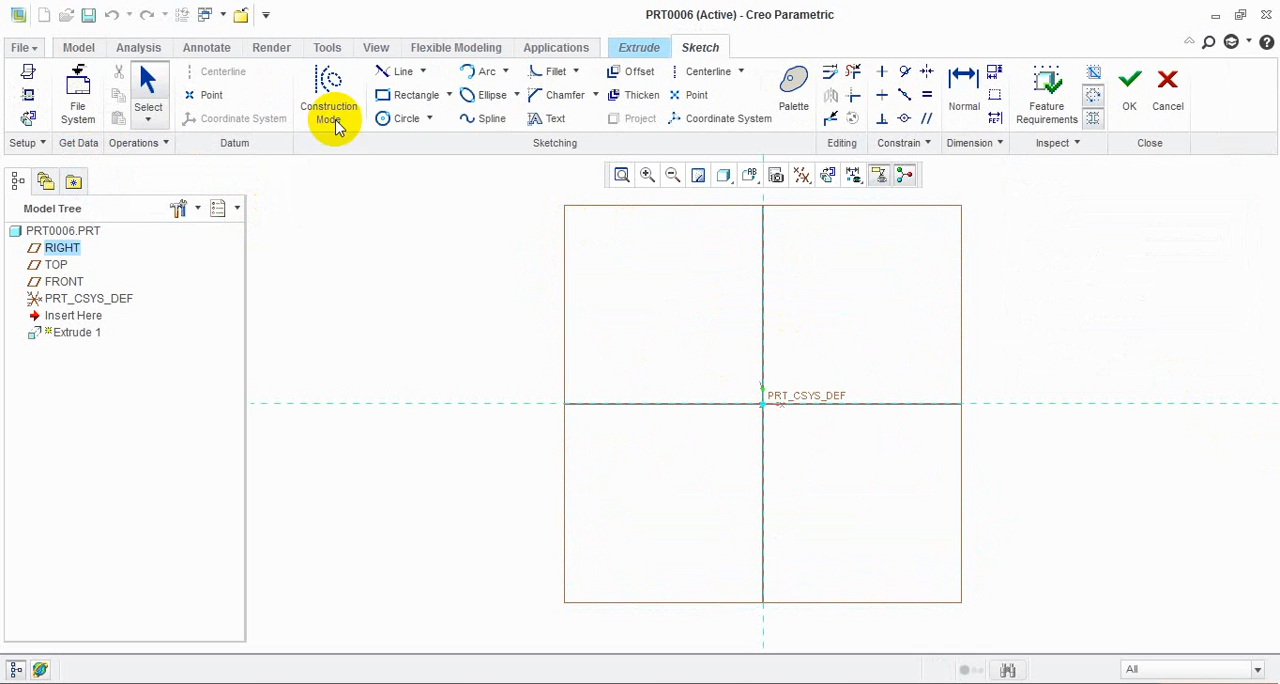 PRT0006 (Active) - Creo Parametric
File Model Analysis Annotate Render Tools View Flexible Modeling Applications Extrude Sketch
Centerline Line Arc Fillet Offset Centerline
Point Rectangle Ellipse Chamfer Thicken Point
Coordinate System Circle Spline Text Project Coordinate System
File System
Select
Construction Mode
Palette
Normal
Feature Requirements
OK Cancel
Setup Get Data Operations Datum Sketching Editing Constrain Dimension Inspect Close
Model Tree
PRT0006.PRT
RIGHT
TOP
FRONT
PRT_CSYS_DEF
Insert Here
Extrude 1
PRT_CSYS_DEF
All